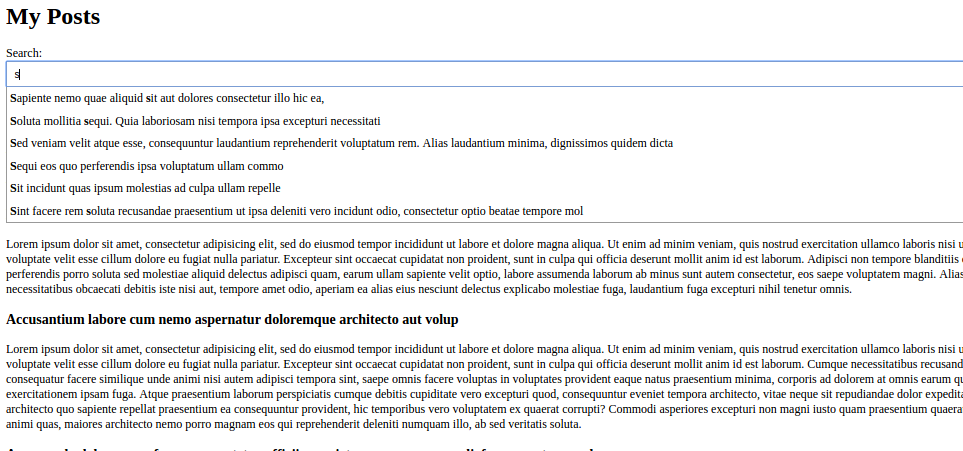 My Posts
Search:
s
Sapiente nemo quae aliquid sit aut dolores consectetur illo hic ea,
Soluta mollitia sequi. Quia laboriosam nisi tempora ipsa excepturi necessitati
Sed veniam velit atque esse, consequuntur laudantium reprehenderit voluptatum rem. Alias laudantium minima, dignissimos quidem dicta
Sequi eos quo perferendis ipsa voluptatum ullam commo
Sit incidunt quas ipsum molestias ad culpa ullam repelle
Sint facere rem soluta recusandae praesentium ut ipsa deleniti vero incidunt odio, consectetur optio beatae tempore mol
Lorem ipsum dolor sit amet, consectetur adipisicing elit, sed do eiusmod tempor incididunt ut labore et dolore magna aliqua. Ut enim ad minim veniam, quis nostrud exercitation ullamco laboris nisi u
voluptate velit esse cillum dolore eu fugiat nulla pariatur. Excepteur sint occaecat cupidatat non proident, sunt in culpa qui officia deserunt mollit anim id est laborum. Adipisci non tempore blanditiis
perferendis porro soluta sed molestiae aliquid delectus adipisci quam, earum ullam sapiente velit optio, labore assumenda laborum ab minus sunt autem consectetur, eos saepe voluptatem magni. Alias
necessitatibus obcaecati debitis iste nisi aut, tempore amet odio, aperiam ea alias eius nesciunt delectus explicabo molestiae fuga, laudantium fuga excepturi nihil tenetur omnis.
Accusantium labore cum nemo aspernatur doloremque architecto aut volup
Lorem ipsum dolor sit amet, consectetur adipisicing elit, sed do eiusmod tempor incididunt ut labore et dolore magna aliqua. Ut enim ad minim veniam, quis nostrud exercitation ullamco laboris nisi u
voluptate velit esse cillum dolore eu fugiat nulla pariatur. Excepteur sint occaecat cupidatat non proident, sunt in culpa qui officia deserunt mollit anim id est laborum. Cumque necessitatibus recusand
consequatur facere similique unde animi nisi autem adipisci tempora sint, saepe omnis facere voluptas in voluptates provident eaque natus praesentium minima, corporis ad dolorem at omnis earum qu
exercitationem ipsam fuga. Atque praesentium laborum perspiciatis cumque debitis cupiditate vero excepturi quod, consequuntur eveniet tempora architecto, vitae neque sit repudiandae dolor expedita
architecto quo sapiente repellat praesentium ea consequuntur provident, hic temporibus vero voluptatem ex quaerat corrupti? Commodi asperiores excepturi non magni iusto quam praesentium quaera
animi quas, maiores architecto nemo porro magnam eos qui reprehenderit deleniti numquam illo, ab sed veritatis soluta.